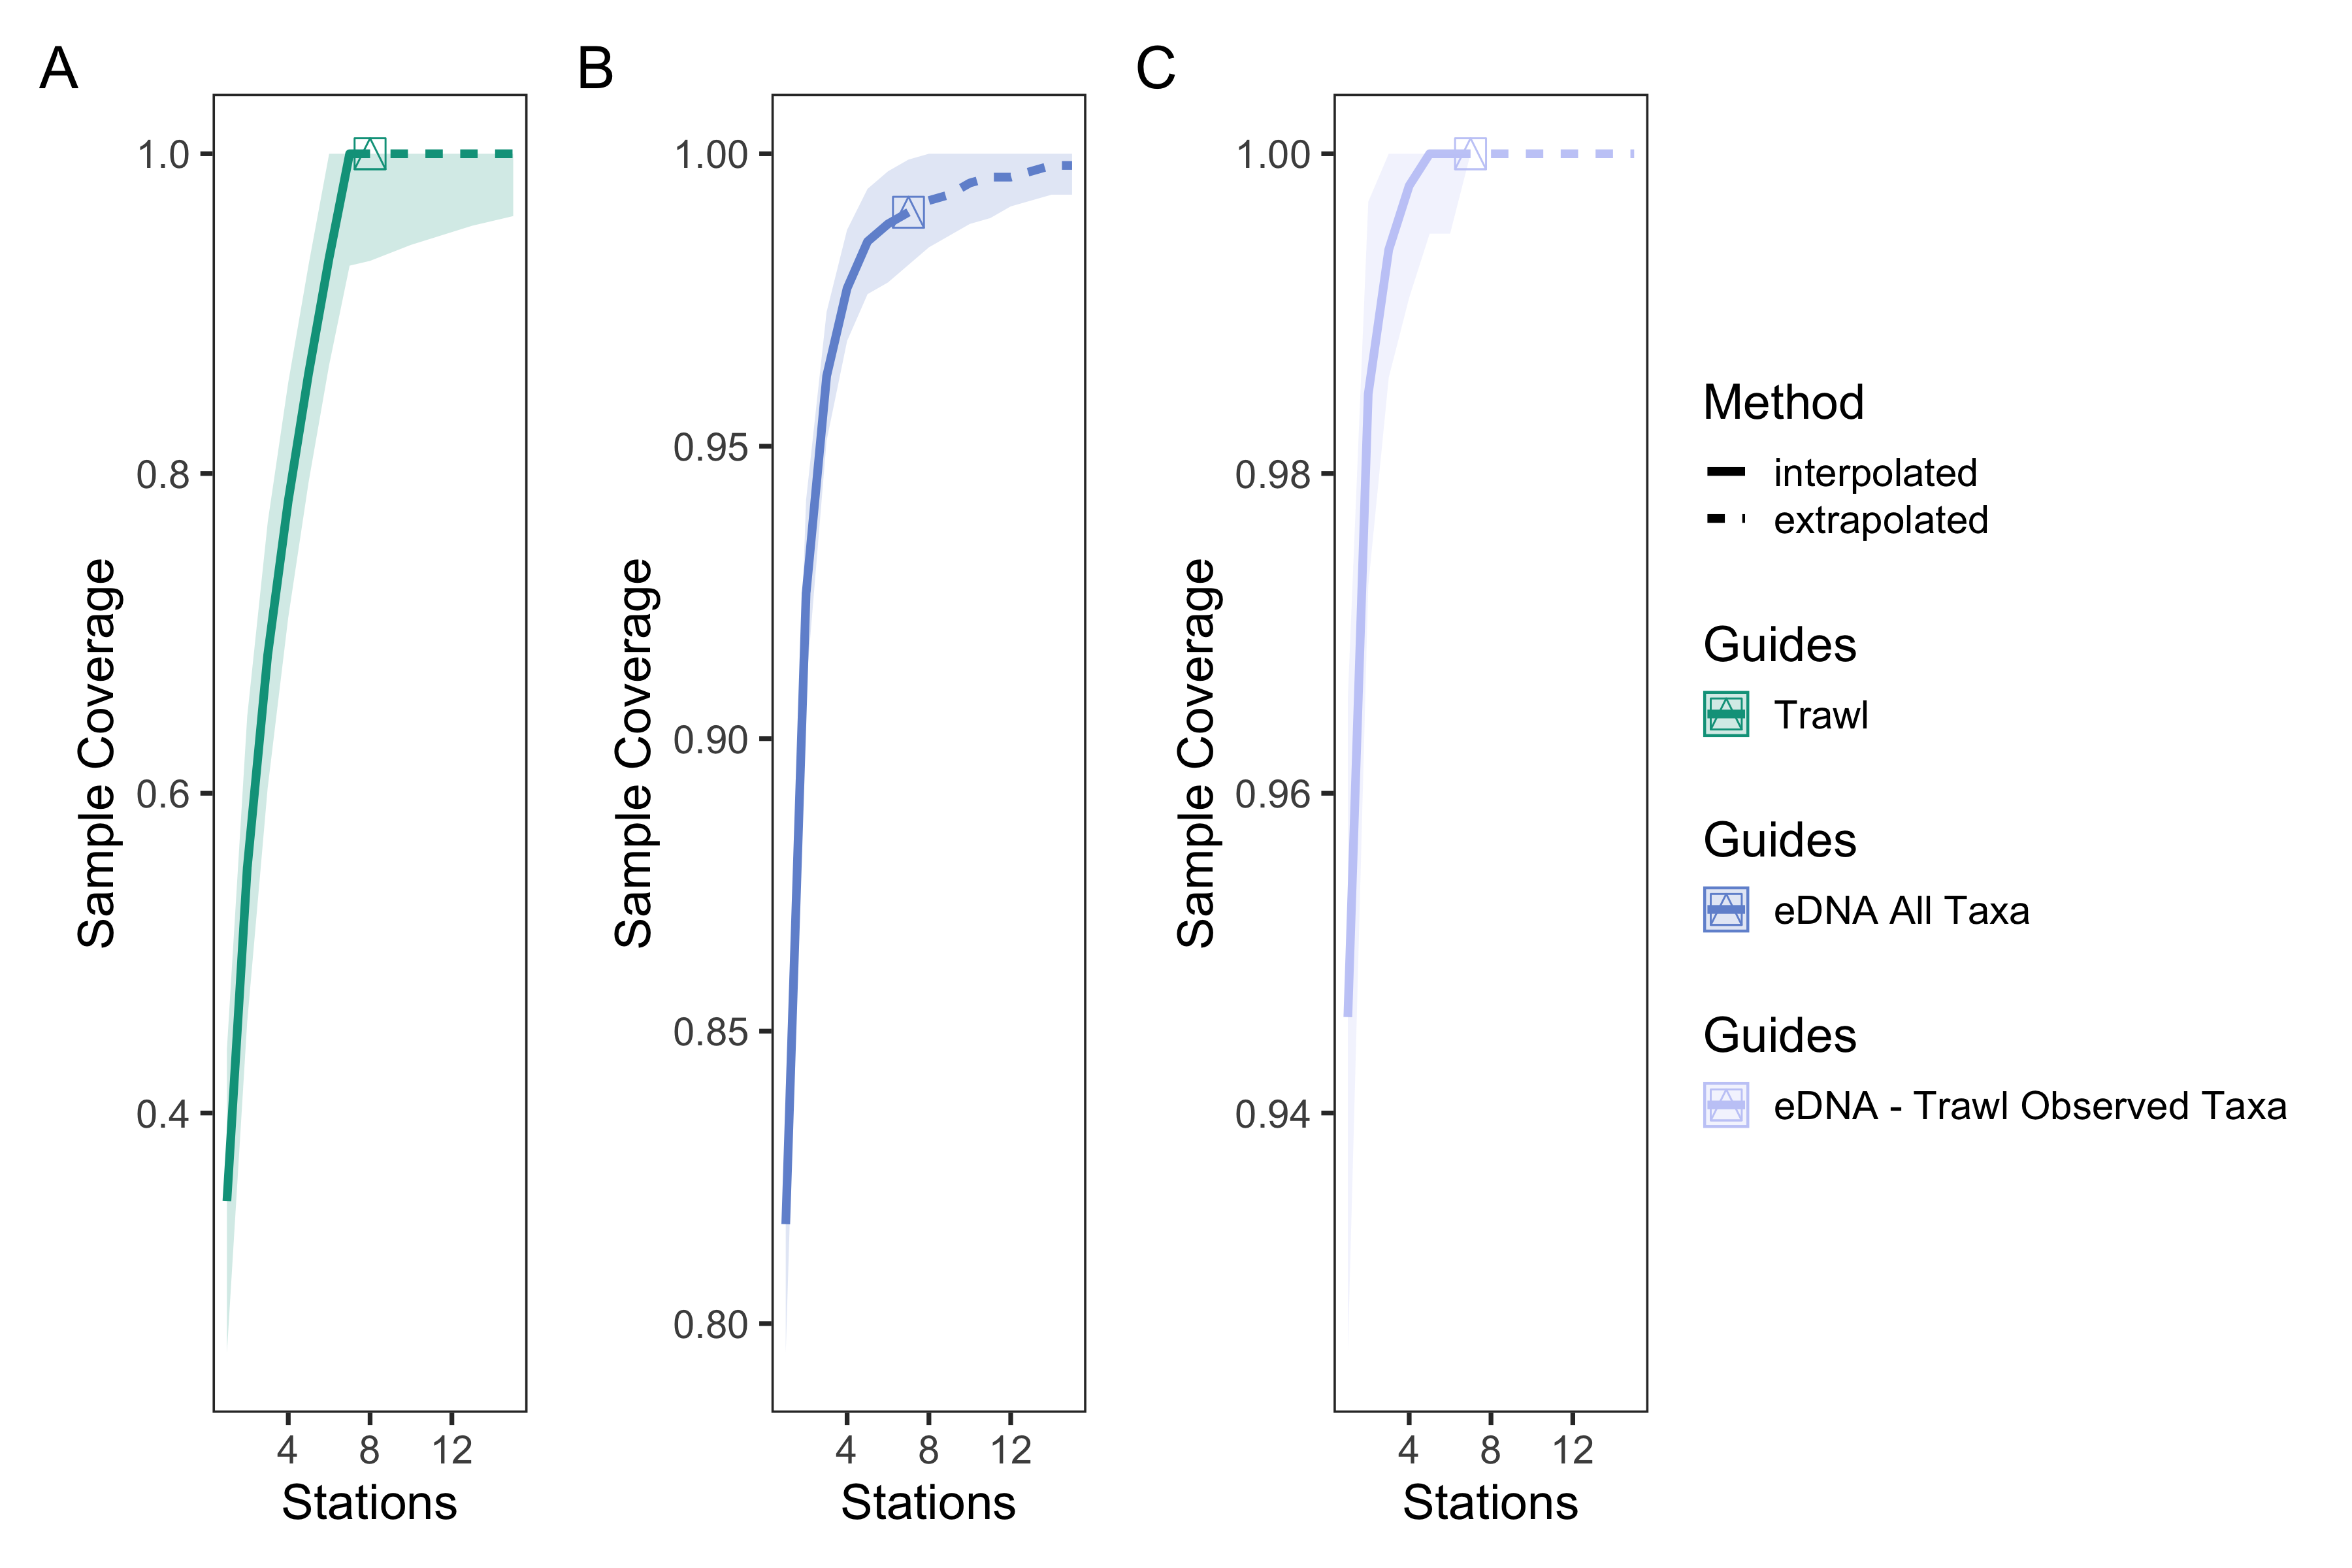 A
B
C
Sample Coverage
1.0
0.8
0.6
0.4
4 8 12
Stations
Sample Coverage
1.00
0.95
0.90
0.85
0.80
4 8 12
Stations
Sample Coverage
1.00
0.98
0.96
0.94
4 8 12
Stations
Method
interpolated
extrapolated
Guides
Trawl
Guides
eDNA All Taxa
Guides
eDNA - Trawl Observed Taxa